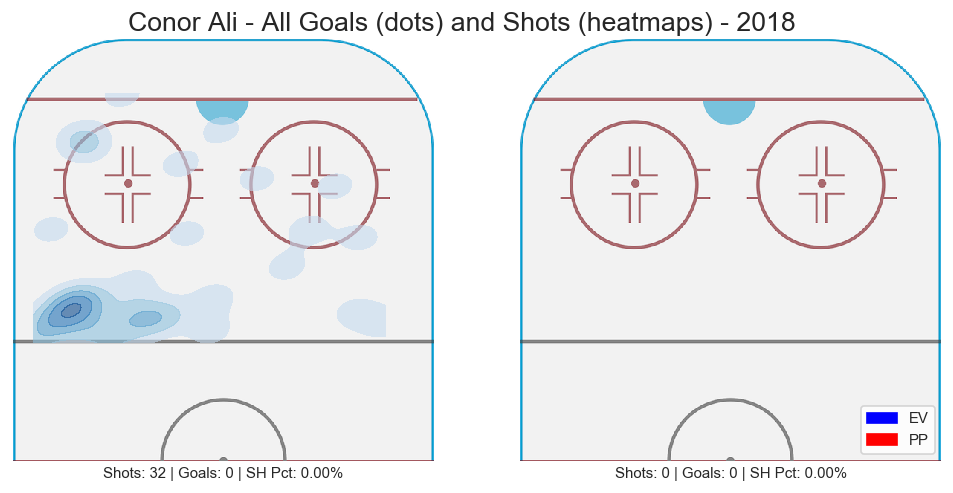 Conor Ali - All Goals (dots) and Shots (heatmaps) - 2018
EV
PP
Shots: 32 | Goals: 0 | SH Pct: 0.00%
Shots: 0 | Goals: 0 | SH Pct: 0.00%